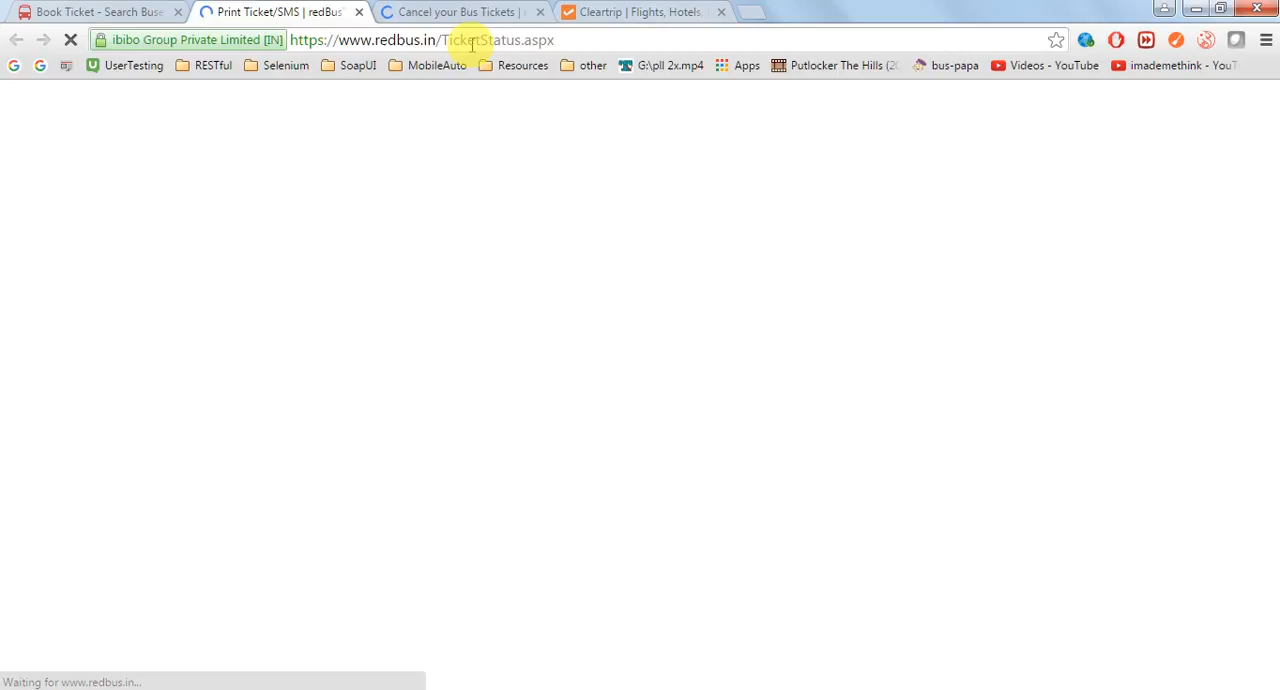 Book Ticket - Search Buse
Print Ticket/SMS | redBus
Cancel your Bus Tickets |
Cleartrip | Flights, Hotels,
ibibo Group Private Limited [IN]
https://www.redbus.in/TicketStatus.aspx
UserTesting
RESTful
Selenium
SoapUI
MobileAuto
Resources
other
G:\pll 2x.mp4
Apps
Putlocker The Hills (20
bus-papa
Videos - YouTube
imademethink - YouT
Waiting for www.redbus.in...